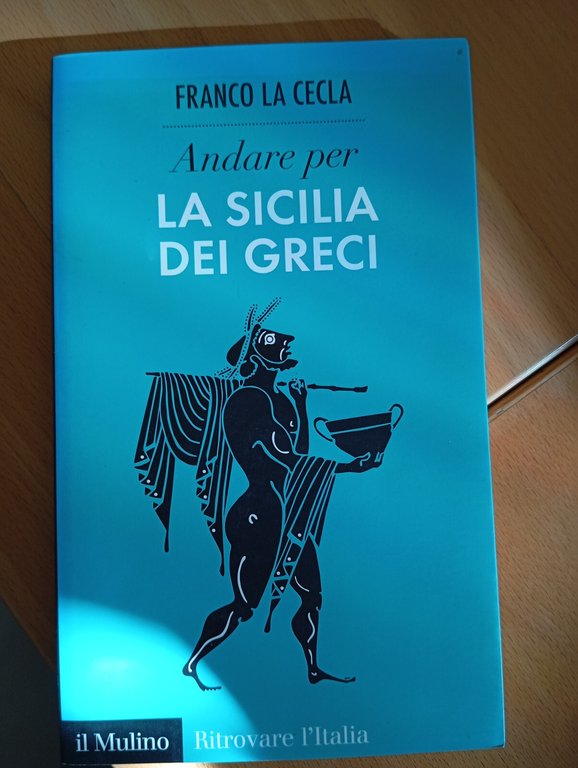 FRANCO LA CECLA
Andare per
LA SICILIA
DEI GRECI
il Mulino Ritrovare l'Italia